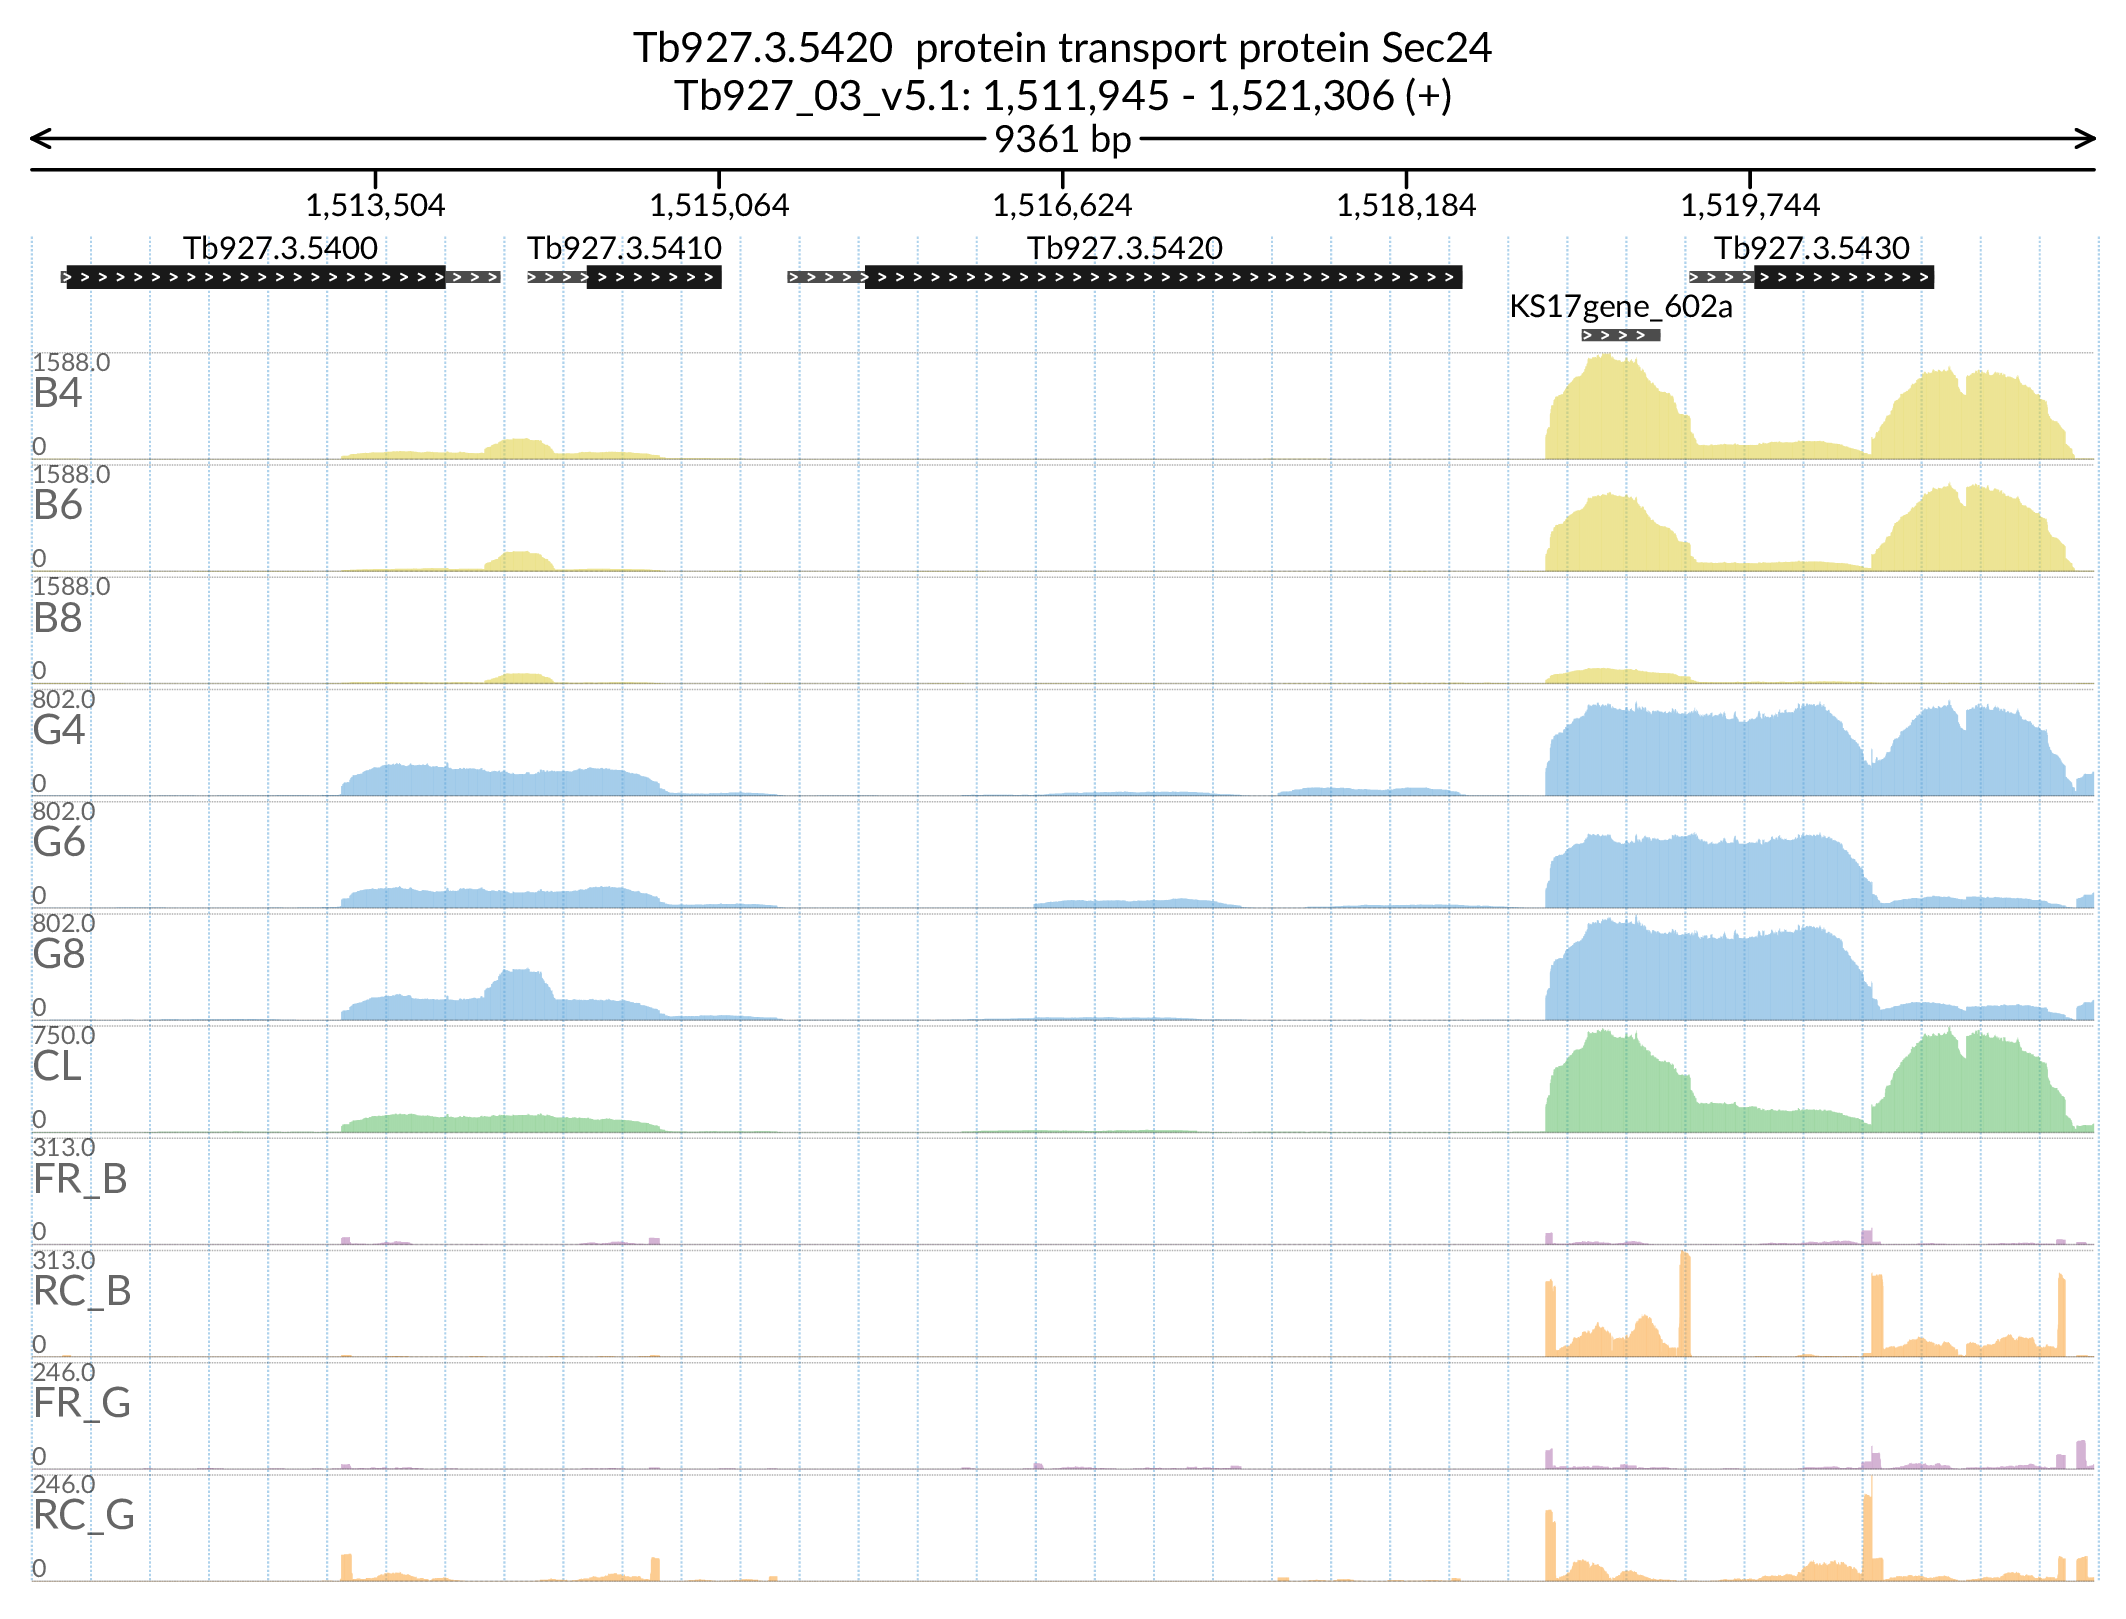 Tb927.3.5420  protein transport protein Sec24
Tb927_03_v5.1: 1,511,945 - 1,521,306 (+)
9361 bp
1,513,504 1,515,064 1,516,624 1,518,184 1,519,744
Tb927.3.5400 Tb927.3.5410 Tb927.3.5420 Tb927.3.5430
KS17gene_602a
1588.0
B4
0
1588.0
B6
0
1588.0
B8
0
802.0
G4
0
802.0
G6
0
802.0
G8
0
750.0
CL
0
313.0
FR_B
0
313.0
RC_B
0
246.0
FR_G
0
246.0
RC_G
0